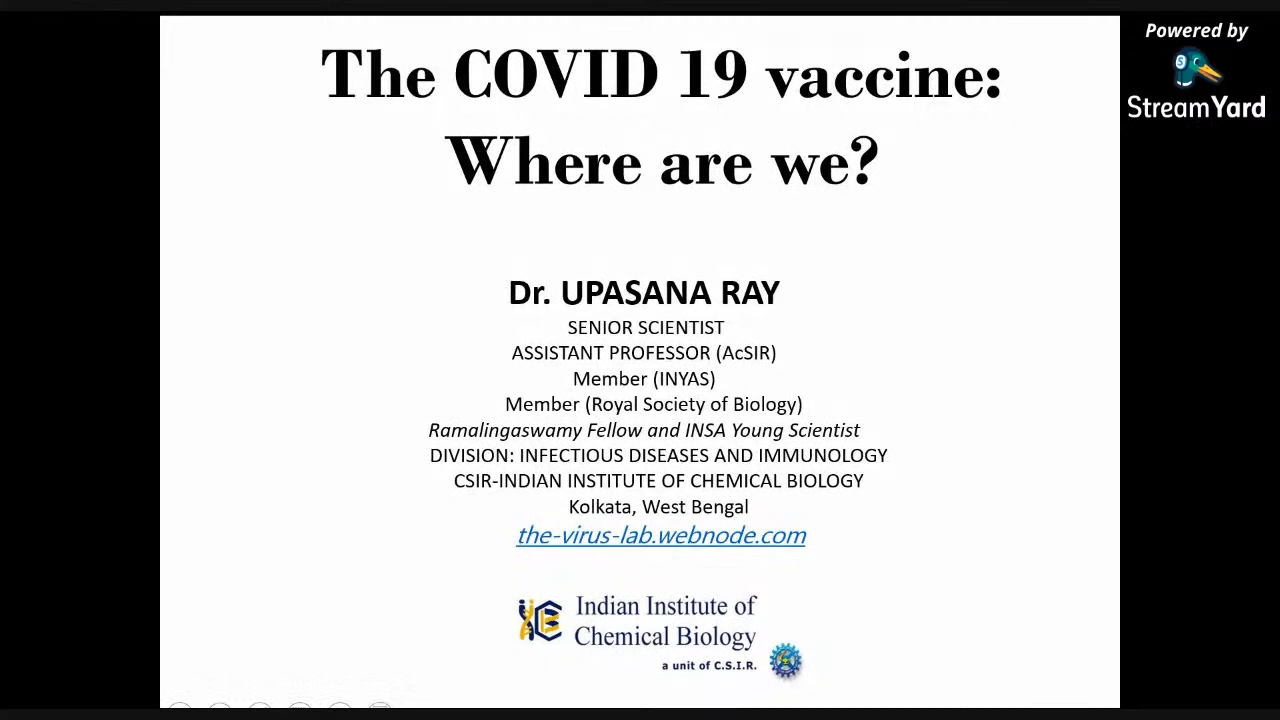 The COVID 19 vaccine:
Where are we?
Powered by
StreamYard
Dr. UPASANA RAY
SENIOR SCIENTIST
ASSISTANT PROFESSOR (AcSIR)
Member (INYAS)
Member (Royal Society of Biology)
Ramalingaswamy Fellow and INSA Young Scientist
DIVISION: INFECTIOUS DISEASES AND IMMUNOLOGY
CSIR-INDIAN INSTITUTE OF CHEMICAL BIOLOGY
Kolkata, West Bengal
the-virus-lab.webnode.com
Indian Institute of
Chemical Biology
a unit of C.S.I.R.